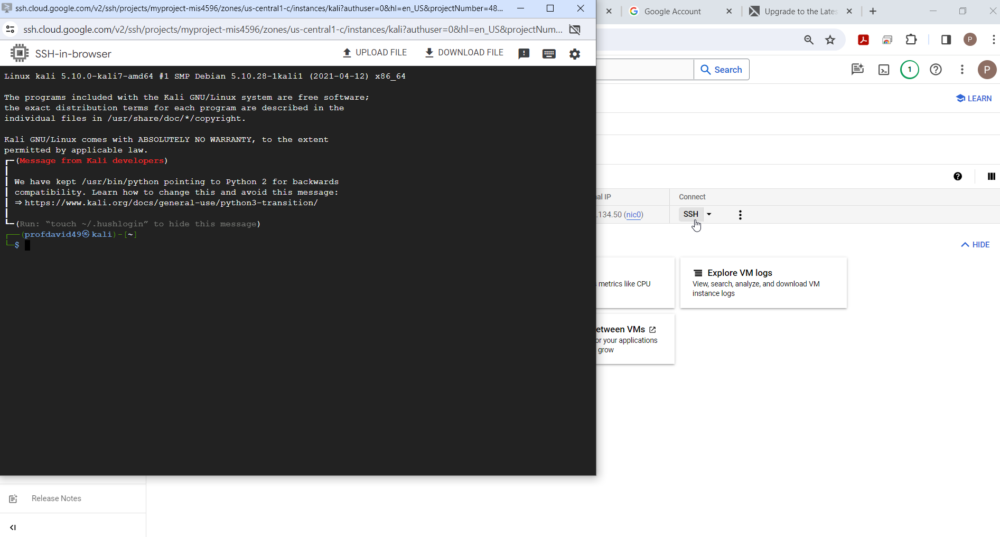 ssh.cloud.google.com/v2/ssh/projects/myproject-mis4596/zones/us-central1-c/instances/kali?authuser=0&hl=en_US&projectNumber=48...
Google Account
Upgrade to the Lates
ssh.cloud.google.com/v2/ssh/projects/myproject-mis4596/zones/us-central1-c/instances/kali?authuser=0&hl=en_US&projectNum...
P
SSH-in-browser
UPLOAD FILE
DOWNLOAD FILE
Search
1
P
LEARN
Linux kali 5.10.0-kali7-amd64 #1 SMP Debian 5.10.28-1kali1 (2021-04-12) x86_64
The programs included with the Kali GNU/Linux system are free software;
the exact distribution terms for each program are described in the
individual files in /usr/share/doc/*/copyright.
Kali GNU/Linux comes with ABSOLUTELY NO WARRANTY, to the extent
permitted by applicable law.
┏━(Message from Kali developers)
┃
┃ We have kept /usr/bin/python pointing to Python 2 for backwards
┃ compatibility. Learn how to change this and avoid this message:
┃ ⇒ https://www.kali.org/docs/general-use/python3-transition/
┃
┗━(Run: “touch ~/.hushlogin” to hide this message)
┌──(profdavid49㉿kali)-[~]
└─$
al IP
Connect
.134.50 (nic0)
SSH
HIDE
metrics like CPU
Explore VM logs
View, search, analyze, and download VM
instance logs
etween VMs
or your applications
grow
Release Notes